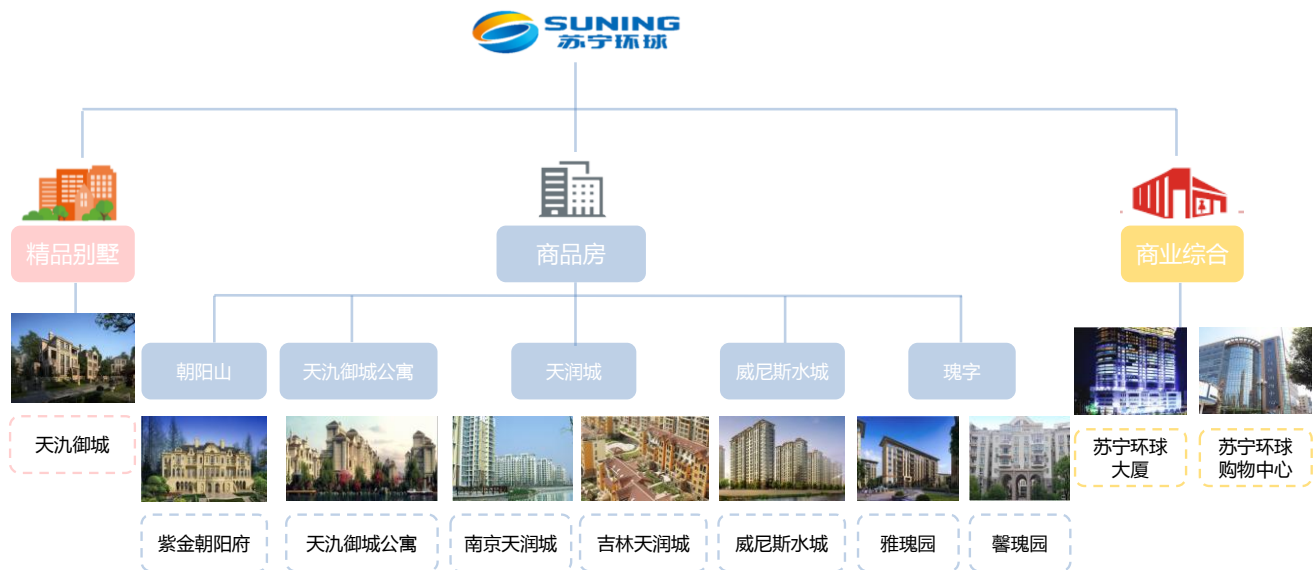 SUNING
苏宁环球
精品别墅
商品房
商业综合
朝阳山
天氿御城公寓
天润城
威尼斯水城
瑰字
天氿御城
紫金朝阳府
天氿御城公寓
南京天润城
吉林天润城
威尼斯水城
雅瑰园
馨瑰园
苏宁环球
大厦
苏宁环球
购物中心